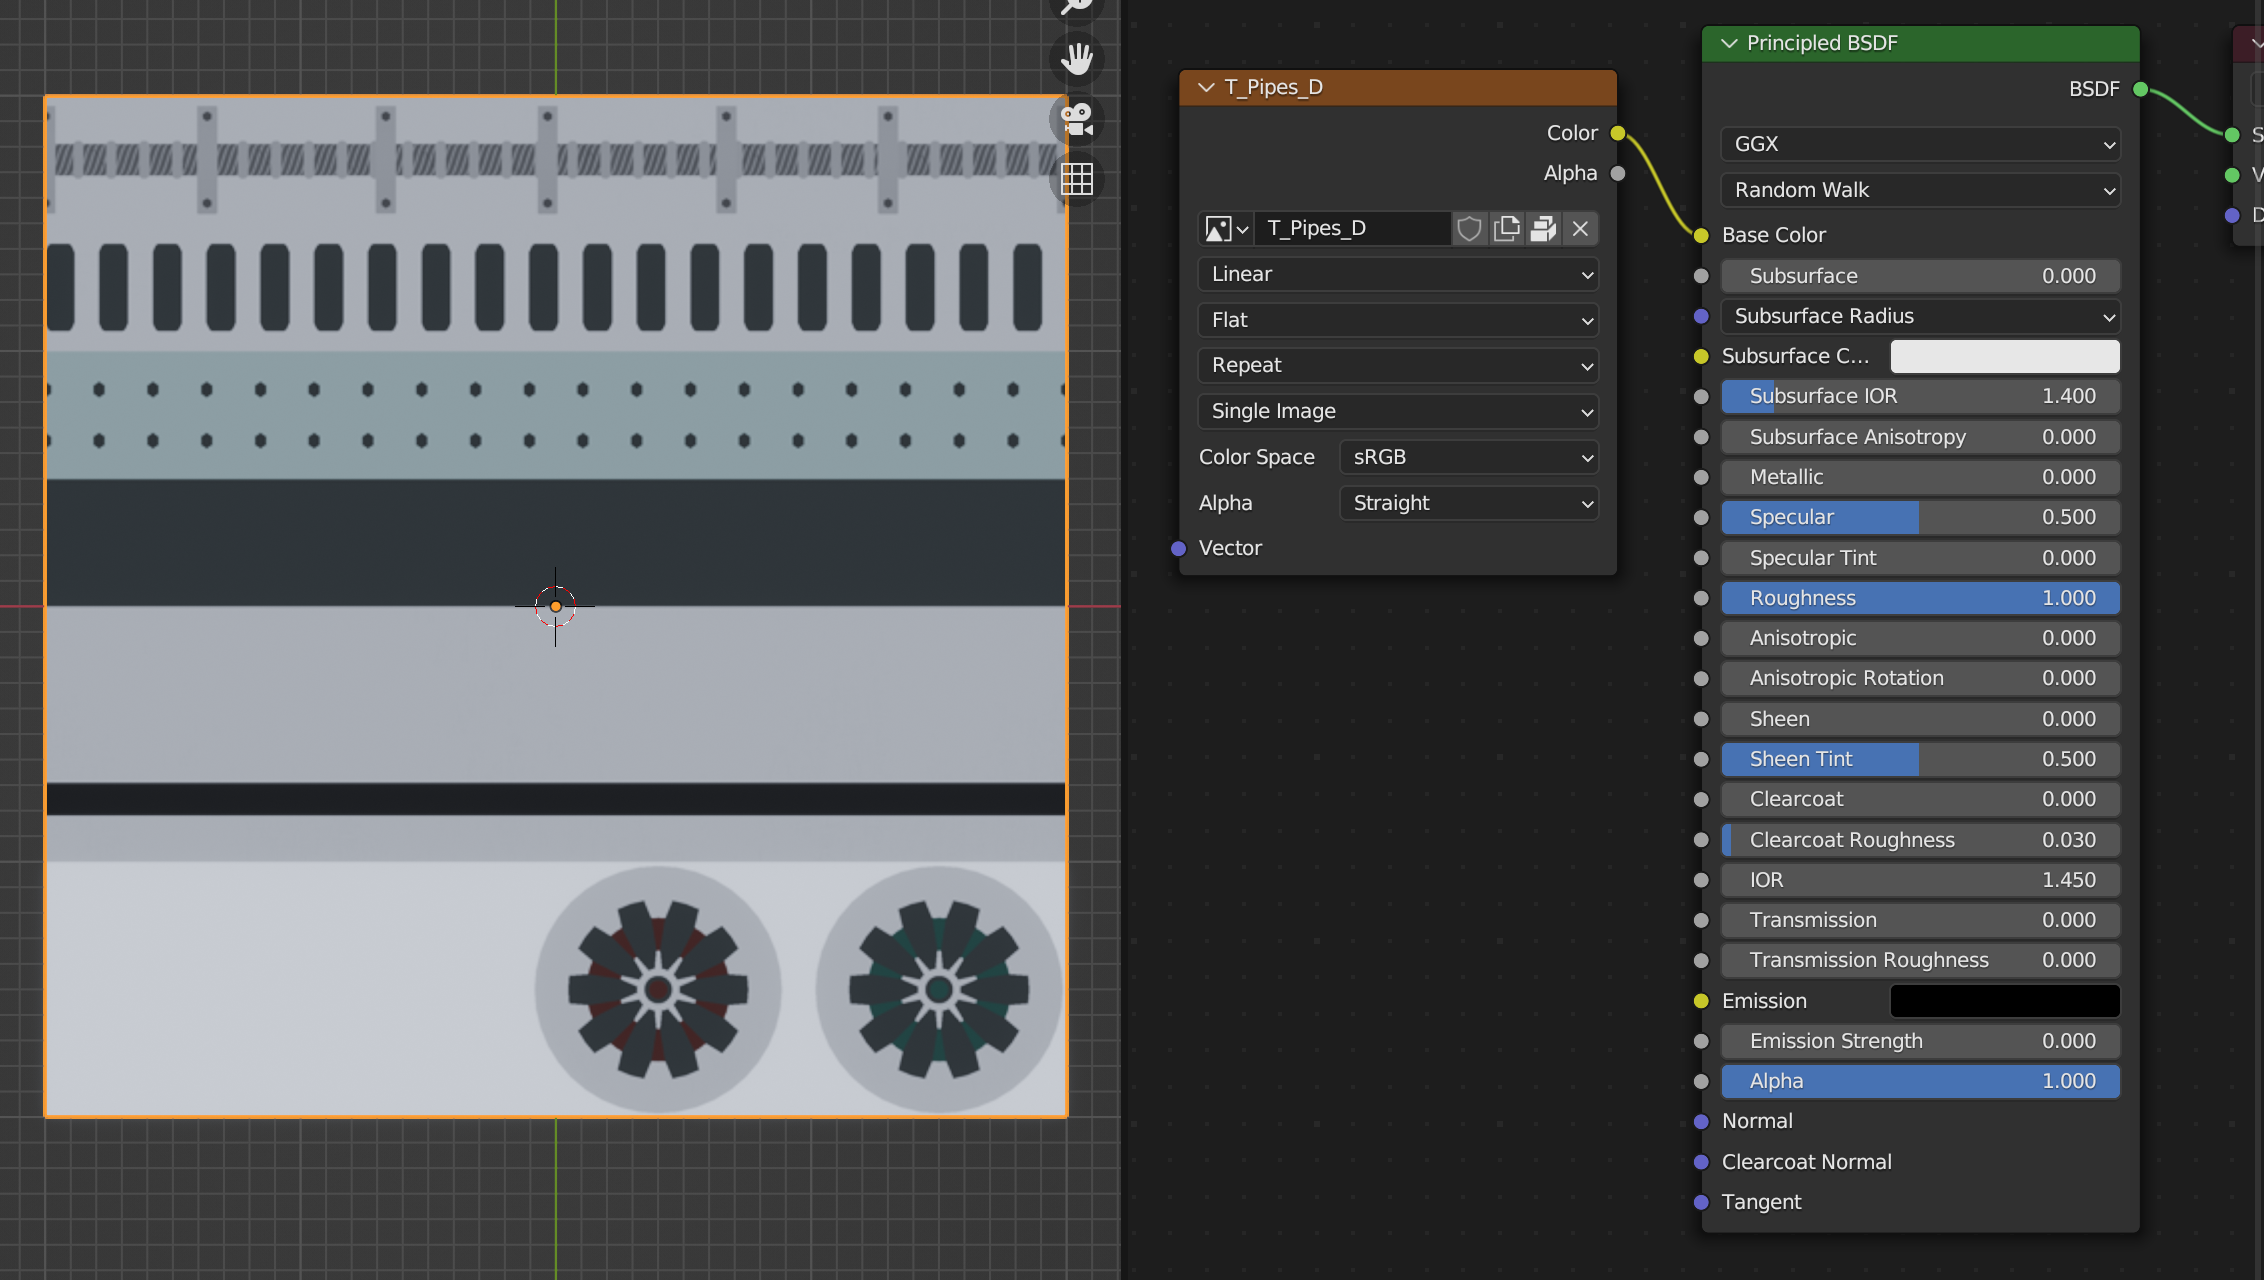 T_Pipes_D
Color
Alpha
T_Pipes_D
Linear
Flat
Repeat
Single Image
Color Space sRGB
Alpha Straight
Vector
Principled BSDF
BSDF
GGX
Random Walk
Base Color
Subsurface 0.000
Subsurface Radius
Subsurface C...
Subsurface IOR 1.400
Subsurface Anisotropy 0.000
Metallic 0.000
Specular 0.500
Specular Tint 0.000
Roughness 1.000
Anisotropic 0.000
Anisotropic Rotation 0.000
Sheen 0.000
Sheen Tint 0.500
Clearcoat 0.000
Clearcoat Roughness 0.030
IOR 1.450
Transmission 0.000
Transmission Roughness 0.000
Emission
Emission Strength 0.000
Alpha 1.000
Normal
Clearcoat Normal
Tangent